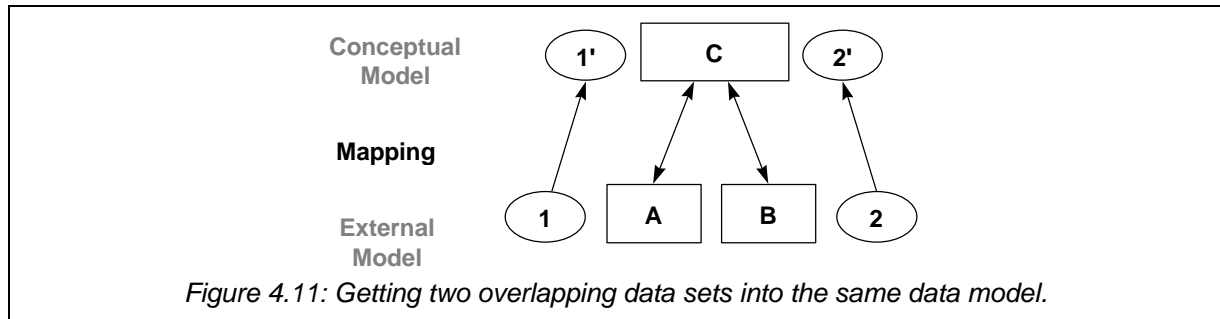 Conceptual
Model
1'
C
2'
Mapping
1
A
B
2
External
Model
Figure 4.11: Getting two overlapping data sets into the same data model.